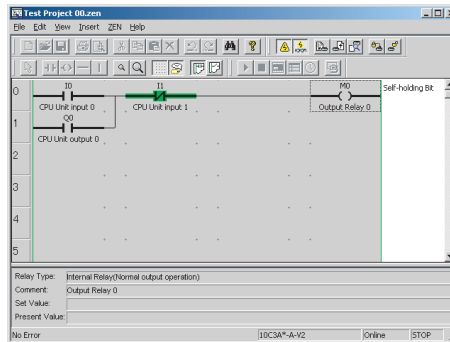 Test Project 00.zen
File Edit View Insert ZEN Help
0
I0
I1
M0
Self-holding Bit
CPU Unit input 0
CPU Unit input 1
Output Relay 0
1
Q0
CPU Unit output 0
2
3
4
5
Relay Type: Internal Relay(Normal output operation)
Comment: Output Relay 0
Set Value:
Present Value:
No Error 10C3A*-A-V2 Online STOP